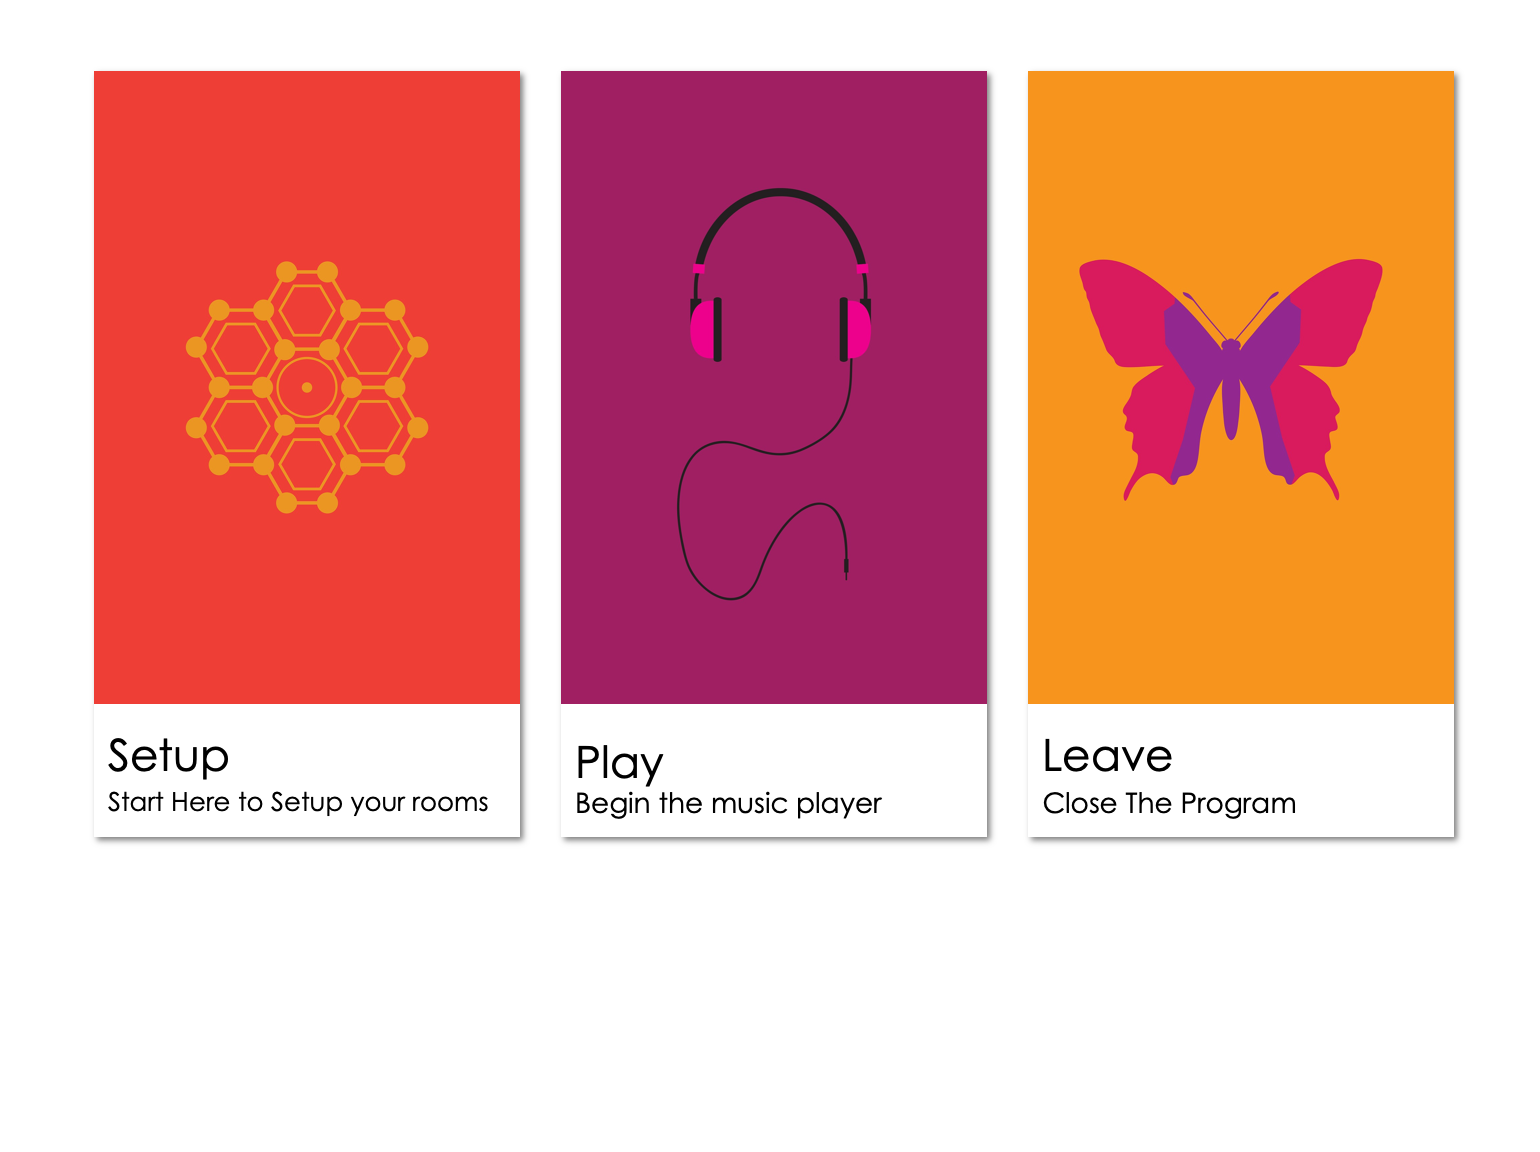 Setup
Start Here to Setup your rooms
Play
Begin the music player
Leave
Close The Program